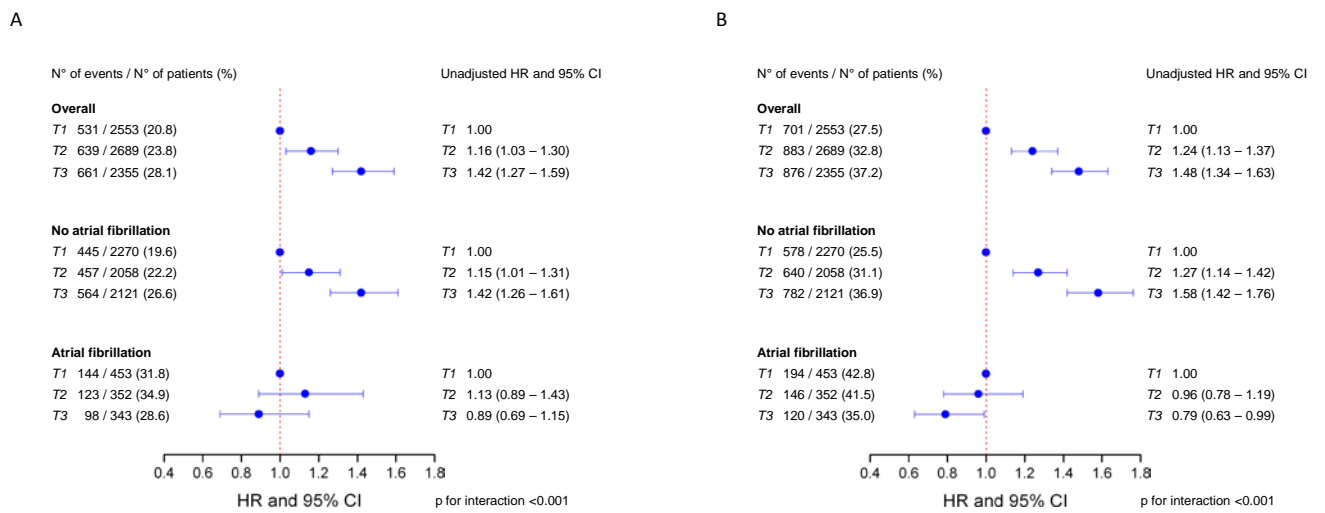 A
N° of events / N° of patients (%) Unadjusted HR and 95% CI
Overall
T1 531 / 2553 (20.8) T1 1.00
T2 639 / 2689 (23.8) T2 1.16 (1.03 – 1.30)
T3 661 / 2355 (28.1) T3 1.42 (1.27 – 1.59)
No atrial fibrillation
T1 445 / 2270 (19.6) T1 1.00
T2 457 / 2058 (22.2) T2 1.15 (1.01 – 1.31)
T3 564 / 2121 (26.6) T3 1.42 (1.26 – 1.61)
Atrial fibrillation
T1 144 / 453 (31.8) T1 1.00
T2 123 / 352 (34.9) T2 1.13 (0.89 – 1.43)
T3 98 / 343 (28.6) T3 0.89 (0.69 – 1.15)
0.4 0.6 0.8 1.0 1.2 1.4 1.6 1.8
HR and 95% CI p for interaction <0.001
B
N° of events / N° of patients (%) Unadjusted HR and 95% CI
Overall
T1 701 / 2553 (27.5) T1 1.00
T2 883 / 2689 (32.8) T2 1.24 (1.13 – 1.37)
T3 876 / 2355 (37.2) T3 1.48 (1.34 – 1.63)
No atrial fibrillation
T1 578 / 2270 (25.5) T1 1.00
T2 640 / 2058 (31.1) T2 1.27 (1.14 – 1.42)
T3 782 / 2121 (36.9) T3 1.58 (1.42 – 1.76)
Atrial fibrillation
T1 194 / 453 (42.8) T1 1.00
T2 146 / 352 (41.5) T2 0.96 (0.78 – 1.19)
T3 120 / 343 (35.0) T3 0.79 (0.63 – 0.99)
0.4 0.6 0.8 1.0 1.2 1.4 1.6 1.8
HR and 95% CI p for interaction <0.001